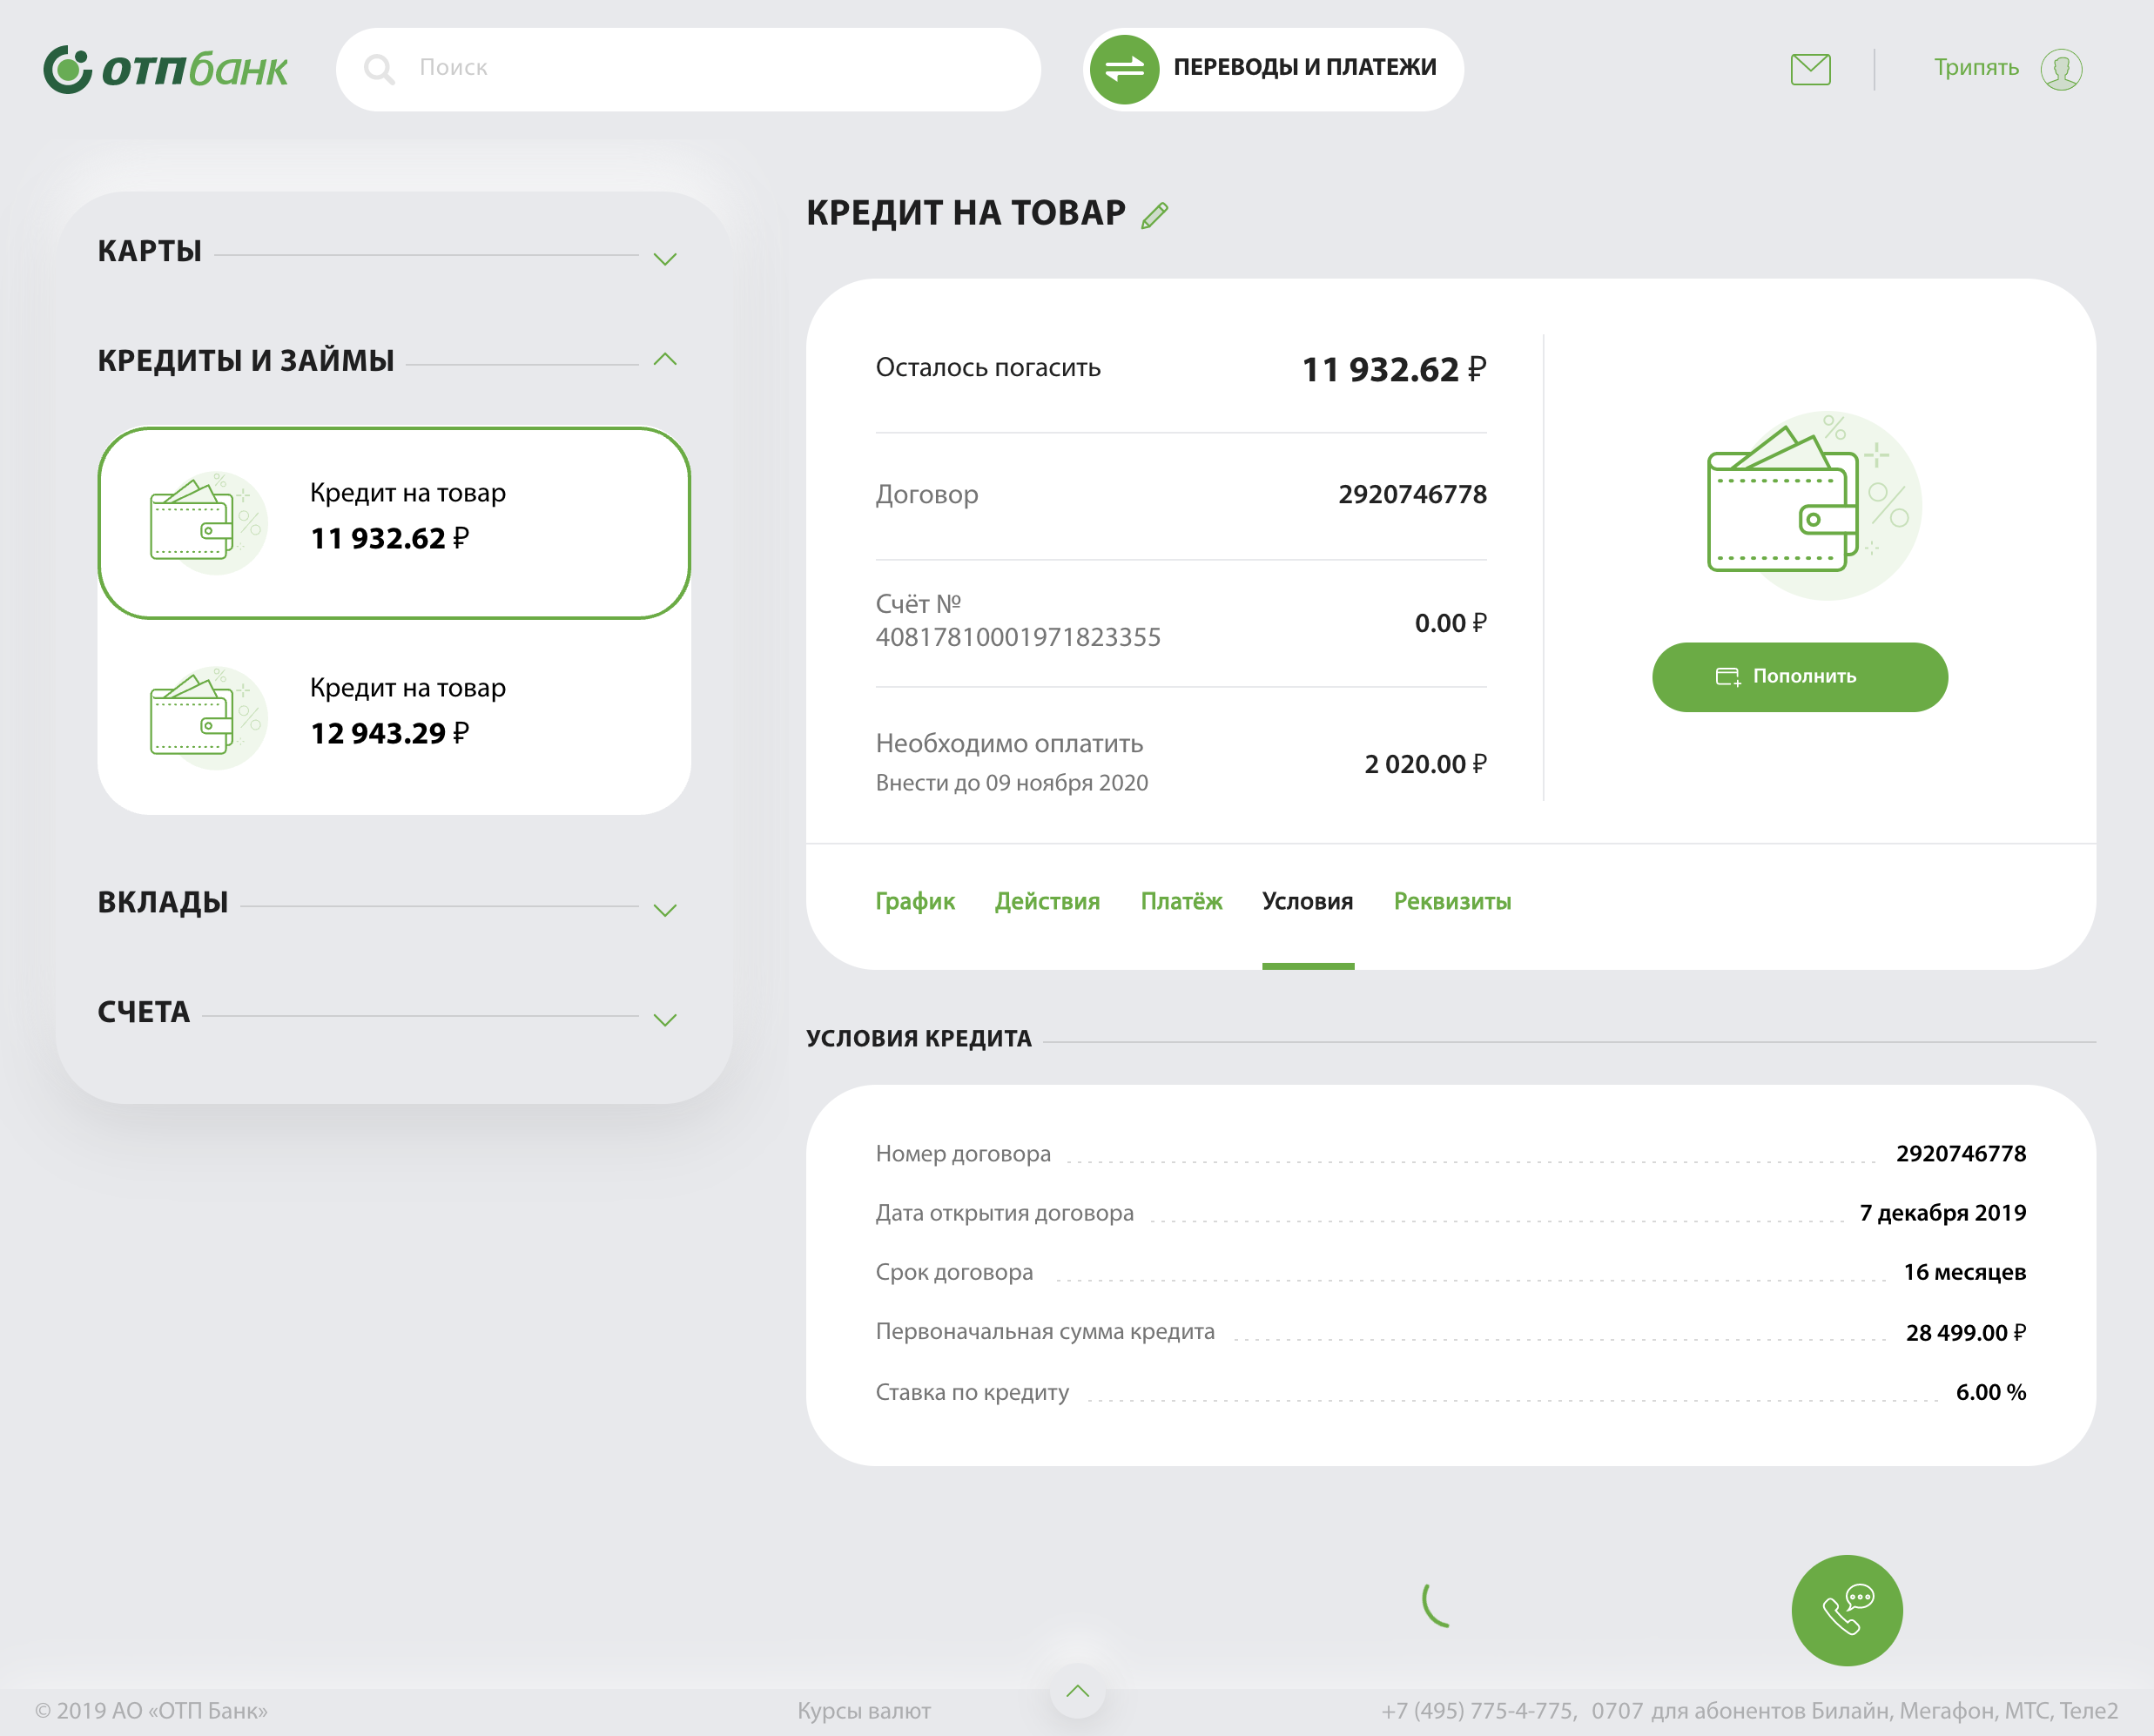 отпбанк
Поиск
ПЕРЕВОДЫ И ПЛАТЕЖИ
Трипять
КАРТЫ
КРЕДИТЫ И ЗАЙМЫ
Кредит на товар
11 932.62 ₽
Кредит на товар
12 943.29 ₽
ВКЛАДЫ
СЧЕТА
КРЕДИТ НА ТОВАР
Осталось погасить 11 932.62 ₽
Договор 2920746778
Счёт №
40817810001971823355 0.00 ₽
Необходимо оплатить 2 020.00 ₽
Внести до 09 ноября 2020
Пополнить
График Действия Платёж Условия Реквизиты
УСЛОВИЯ КРЕДИТА
Номер договора 2920746778
Дата открытия договора 7 декабря 2019
Срок договора 16 месяцев
Первоначальная сумма кредита 28 499.00 ₽
Ставка по кредиту 6.00 %
© 2019 АО «ОТП Банк» Курсы валют +7 (495) 775-4-775, 0707 для абонентов Билайн, Мегафон, МТС, Теле2